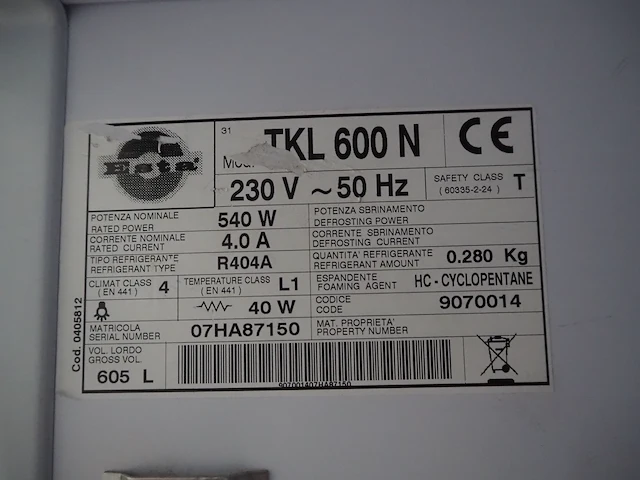 Esta
31
TKL 600 N
CE
230 V ~ 50 Hz
SAFETY CLASS
( 60335-2-24 )
T
POTENZA NOMINALE
RATED POWER
540 W
POTENZA SBRINAMENTO
DEFROSTING POWER
CORRENTE NOMINALE
RATED CURRENT
4.0 A
CORRENTE SBRINAMENTO
DEFROSTING CURRENT
TIPO REFRIGERANTE
REFRIGERANT TYPE
R404A
QUANTITA' REFRIGERANTE
REFRIGERANT AMOUNT
0.280 Kg
CLIMAT CLASS
( EN 441 )
4
TEMPERATURE CLASS
( EN 441 )
L1
ESPANDENTE
FOAMING AGENT
HC - CYCLOPENTANE
40 W
CODICE
CODE
9070014
MATRICOLA
SERIAL NUMBER
07HA87150
MAT. PROPRIETA'
PROPERTY NUMBER
VOL. LORDO
GROSS VOL.
605 L
907001407HA87150
Cod. 0405812